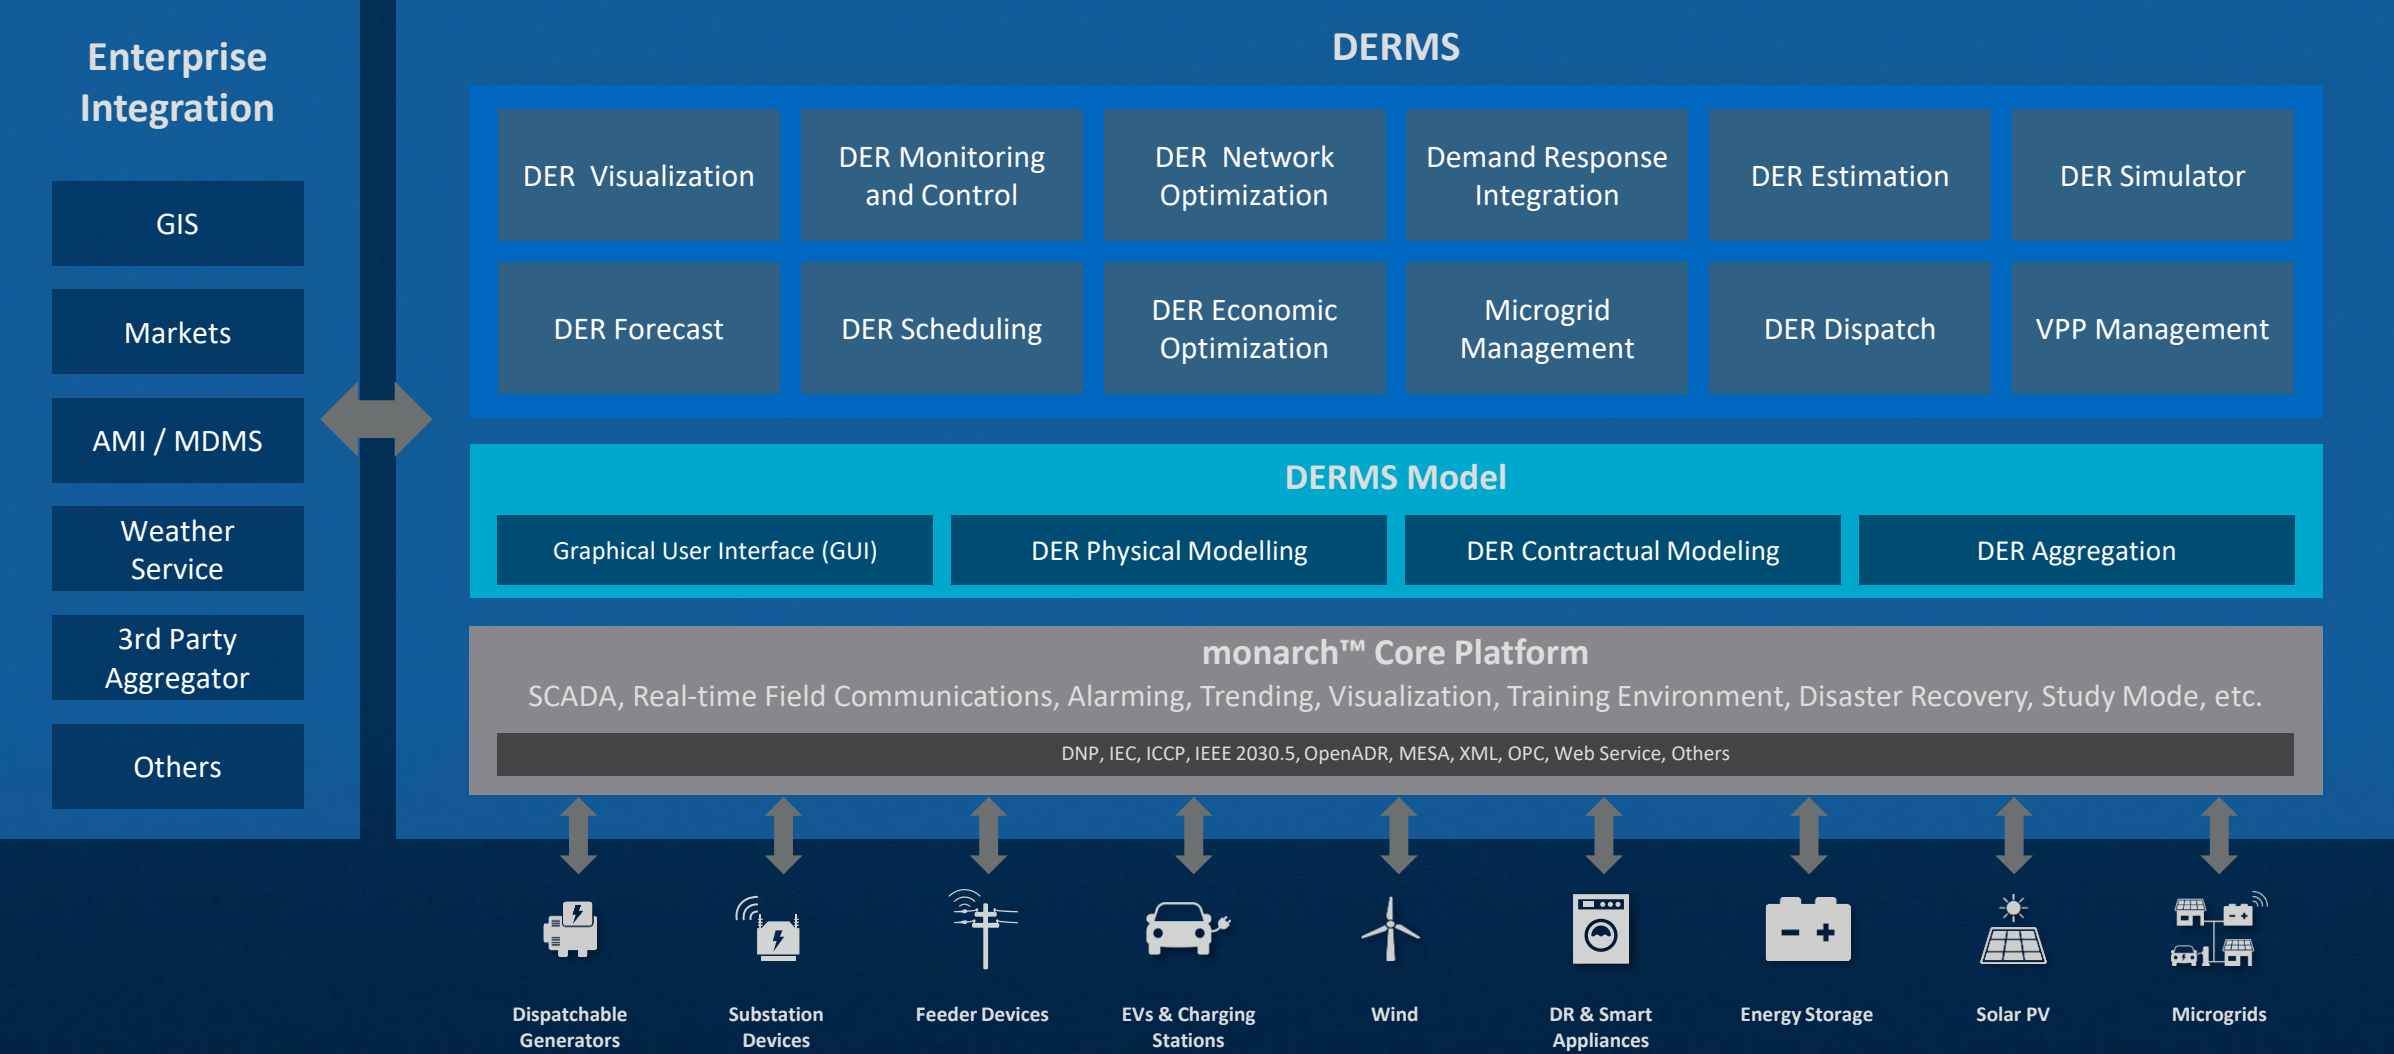 Enterprise
Integration
GIS
Markets
AMI / MDMS
Weather
Service
3rd Party
Aggregator
Others
DERMS
DER Visualization
DER Monitoring
and Control
DER Network
Optimization
Demand Response
Integration
DER Estimation
DER Simulator
DER Forecast
DER Scheduling
DER Economic
Optimization
Microgrid
Management
DER Dispatch
VPP Management
DERMS Model
Graphical User Interface (GUI)
DER Physical Modelling
DER Contractual Modeling
DER Aggregation
monarch™ Core Platform
SCADA, Real-time Field Communications, Alarming, Trending, Visualization, Training Environment, Disaster Recovery, Study Mode, etc.
DNP, IEC, ICCP, IEEE 2030.5, OpenADR, MESA, XML, OPC, Web Service, Others
Dispatchable
Generators
Substation
Devices
Feeder Devices
EVs & Charging
Stations
Wind
DR & Smart
Appliances
Energy Storage
Solar PV
Microgrids